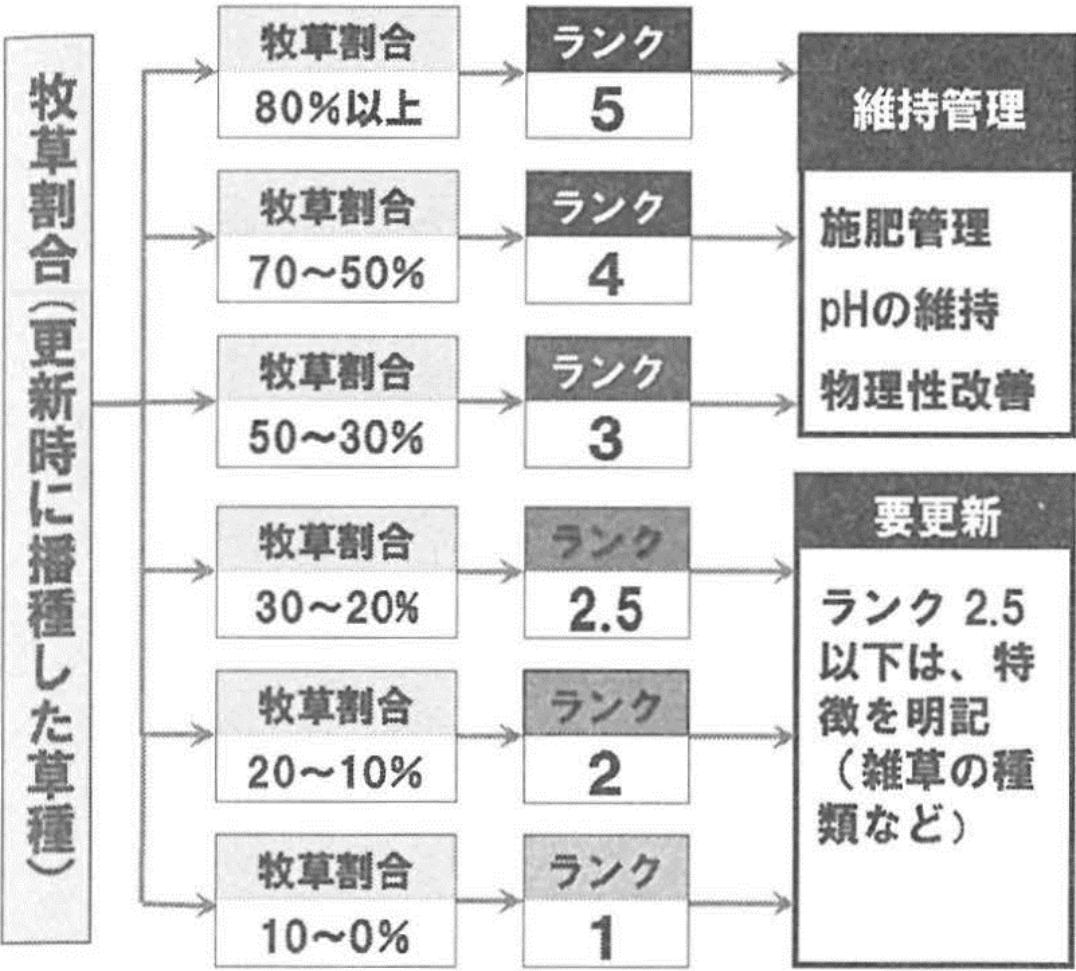 牧草割合(更新時に播種した草種)
牧草割合
80%以上
ランク
5
牧草割合
70～50%
ランク
4
牧草割合
50～30%
ランク
3
牧草割合
30～20%
ランク
2.5
牧草割合
20～10%
ランク
2
牧草割合
10～0%
ランク
1
維持管理
施肥管理
pHの維持
物理性改善
要更新
ランク 2.5
以下は、特
徴を明記
（雑草の種
類など）